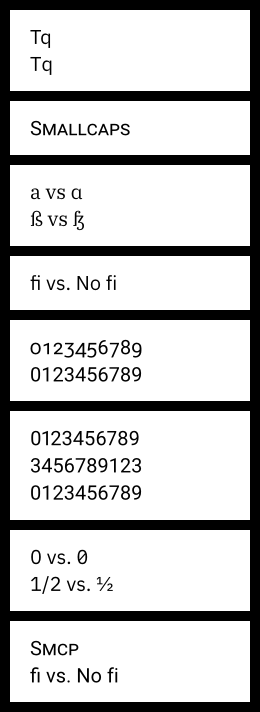 Tq
Tq
Smallcaps
a vs ɑ
ß vs ꜩ
fi vs. No fi
0123456789
0123456789
0123456789
3456789123
0123456789
0 vs. 0
1/2 vs. ½
Smcp
fi vs. No fi